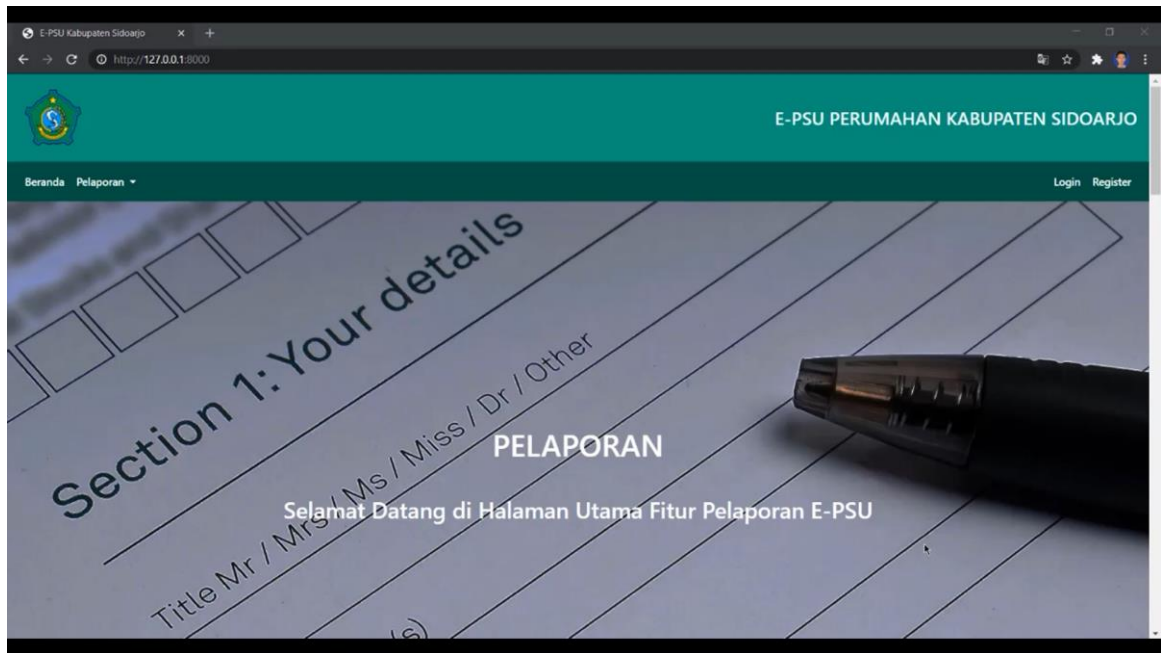 E-PSU Kabupaten Sidoarjo
http://127.0.0.1:8000
E-PSU PERUMAHAN KABUPATEN SIDOARJO
Beranda Pelaporan
Login Register
Section 1: Your details
Title Mr / Mrs / Ms / Miss / Dr / Other
(s)
PELAPORAN
Selamat Datang di Halaman Utama Fitur Pelaporan E-PSU